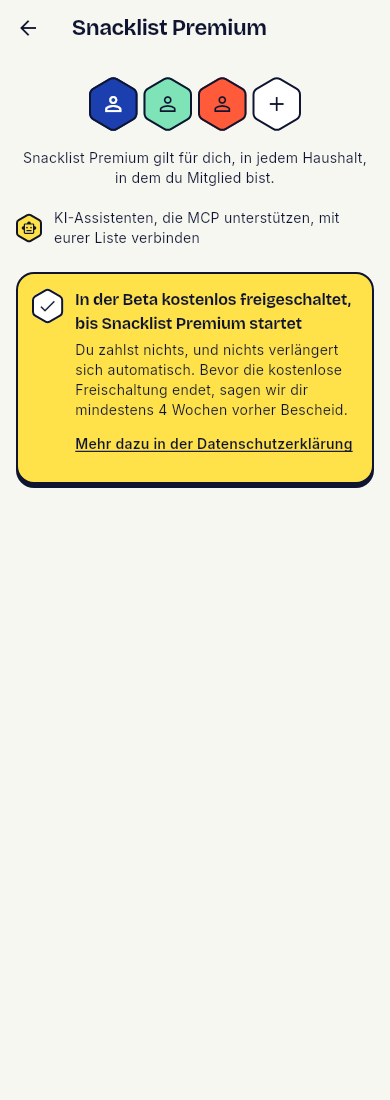 Snacklist Premium
Snacklist Premium gilt für dich, in jedem Haushalt,
in dem du Mitglied bist.
KI-Assistenten, die MCP unterstützen, mit
eurer Liste verbinden
In der Beta kostenlos freigeschaltet,
bis Snacklist Premium startet
Du zahlst nichts, und nichts verlängert
sich automatisch. Bevor die kostenlose
Freischaltung endet, sagen wir dir
mindestens 4 Wochen vorher Bescheid.
Mehr dazu in der Datenschutzerklärung